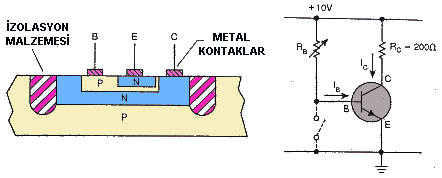 İZOLASYON
MALZEMESİ
B
E
C
METAL
KONTAKLAR
P
N
N
P
+10V
R_B
R_C = 200Ω
I_C
C
I_B
B
E